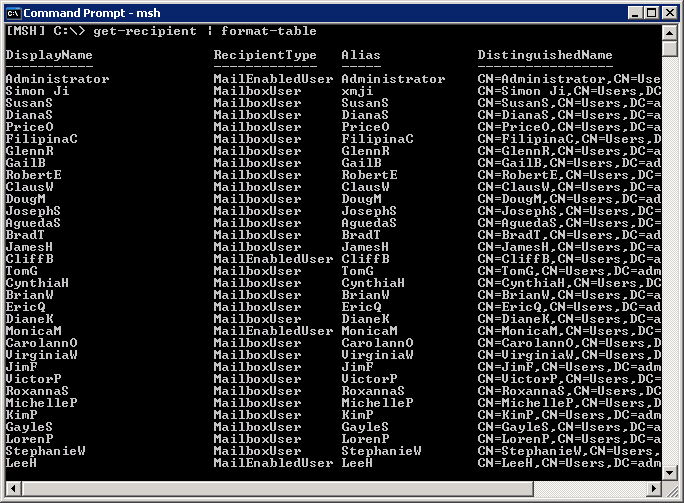 Command Prompt - msh
[MSH] C:\> get-recipient | format-table
DisplayName RecipientType Alias DistinguishedName
----------- ------------- ----- -----------------
Administrator MailEnabledUser Administrator CN=Administrator,CN=Use
Simon Ji MailboxUser xmji CN=Simon Ji,CN=Users,DC
SusanS MailboxUser SusanS CN=SusanS,CN=Users,DC=a
DianaS MailboxUser DianaS CN=DianaS,CN=Users,DC=a
PriceO MailboxUser PriceO CN=PriceO,CN=Users,DC=a
FilipinaC MailboxUser FilipinaC CN=FilipinaC,CN=Users,D
GlennR MailboxUser GlennR CN=GlennR,CN=Users,DC=a
GailB MailboxUser GailB CN=GailB,CN=Users,DC=ad
RobertE MailboxUser RobertE CN=RobertE,CN=Users,DC=
ClausW MailboxUser ClausW CN=ClausW,CN=Users,DC=a
DougM MailboxUser DougM CN=DougM,CN=Users,DC=ad
JosephS MailboxUser JosephS CN=JosephS,CN=Users,DC=
AguedaS MailboxUser AguedaS CN=AguedaS,CN=Users,DC=
BradT MailboxUser BradT CN=BradT,CN=Users,DC=ad
JamesH MailboxUser JamesH CN=JamesH,CN=Users,DC=a
CliffB MailEnabledUser CliffB CN=CliffB,CN=Users,DC=a
TomG MailboxUser TomG CN=TomG,CN=Users,DC=adm
CynthiaH MailboxUser CynthiaH CN=CynthiaH,CN=Users,DC
BrianW MailboxUser BrianW CN=BrianW,CN=Users,DC=a
EricQ MailboxUser EricQ CN=EricQ,CN=Users,DC=ad
DianeK MailboxUser DianeK CN=DianeK,CN=Users,DC=a
MonicaM MailEnabledUser MonicaM CN=MonicaM,CN=Users,DC=
CarolannO MailboxUser CarolannO CN=CarolannO,CN=Users,D
VirginiaW MailboxUser VirginiaW CN=VirginiaW,CN=Users,D
JimF MailboxUser JimF CN=JimF,CN=Users,DC=adm
VictorP MailboxUser VictorP CN=VictorP,CN=Users,DC=
RoxannaS MailboxUser RoxannaS CN=RoxannaS,CN=Users,DC
MichelleP MailboxUser MichelleP CN=MichelleP,CN=Users,D
KimP MailboxUser KimP CN=KimP,CN=Users,DC=adm
GayleS MailboxUser GayleS CN=GayleS,CN=Users,DC=a
LorenP MailboxUser LorenP CN=LorenP,CN=Users,DC=a
StephanieW MailboxUser StephanieW CN=StephanieW,CN=Users,
LeeH MailEnabledUser LeeH CN=LeeH,CN=Users,DC=adm